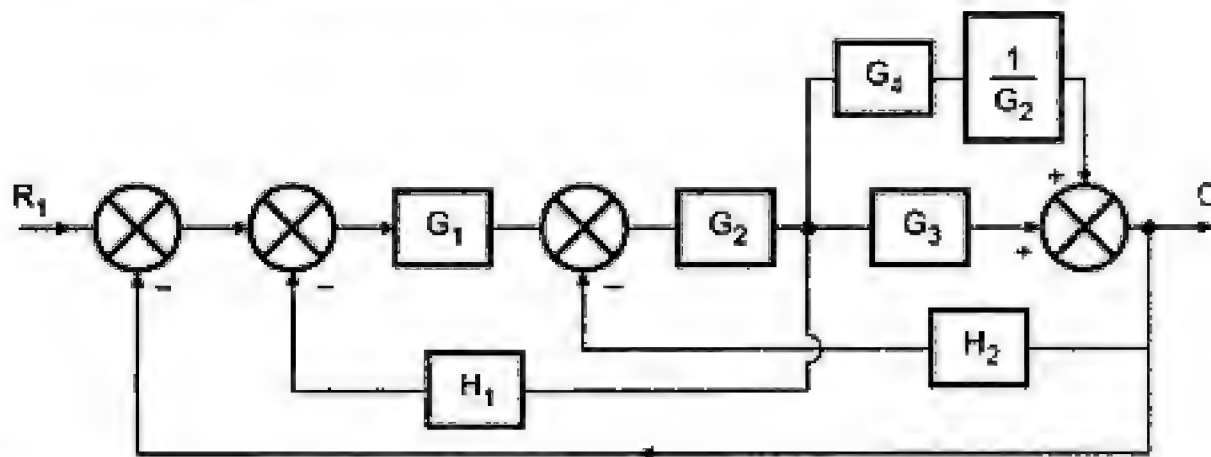 G₄
1
G₂
R₁
G₁
G₂
G₃
C
+
+
−
−
−
H₁
H₂